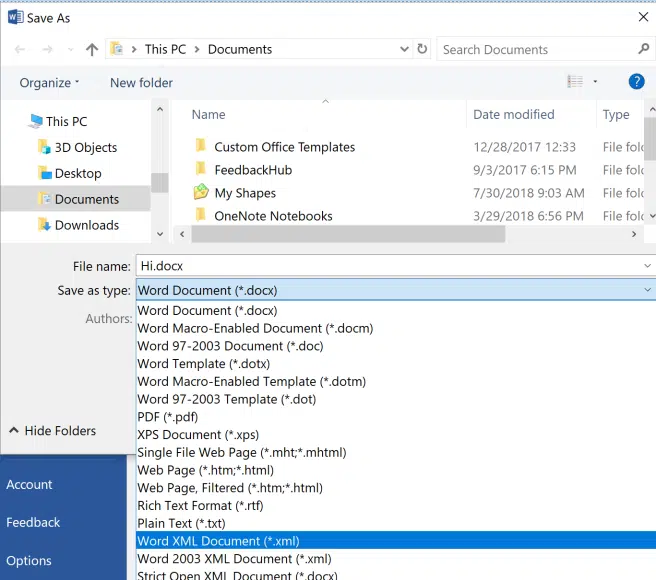 Save As
This PC > Documents
Search Documents
Organize New folder
Name Date modified Type
This PC
3D Objects
Desktop
Documents
Downloads
Custom Office Templates 12/28/2017 12:33 File
FeedbackHub 9/3/2017 6:15 PM File
My Shapes 7/30/2018 9:03 AM File
OneNote Notebooks 3/29/2018 6:56 PM File
File name: Hi.docx
Save as type: Word Document (*.docx)
Authors:
Word Document (*.docx)
Word Macro-Enabled Document (*.docm)
Word 97-2003 Document (*.doc)
Word Template (*.dotx)
Word Macro-Enabled Template (*.dotm)
Word 97-2003 Template (*.dot)
PDF (*.pdf)
XPS Document (*.xps)
Single File Web Page (*.mht;*.mhtml)
Web Page (*.htm;*.html)
Web Page, Filtered (*.htm;*.html)
Rich Text Format (*.rtf)
Plain Text (*.txt)
Word XML Document (*.xml)
Word 2003 XML Document (*.xml)
Strict Open XML Document (*.docx)
Hide Folders
Account
Feedback
Options